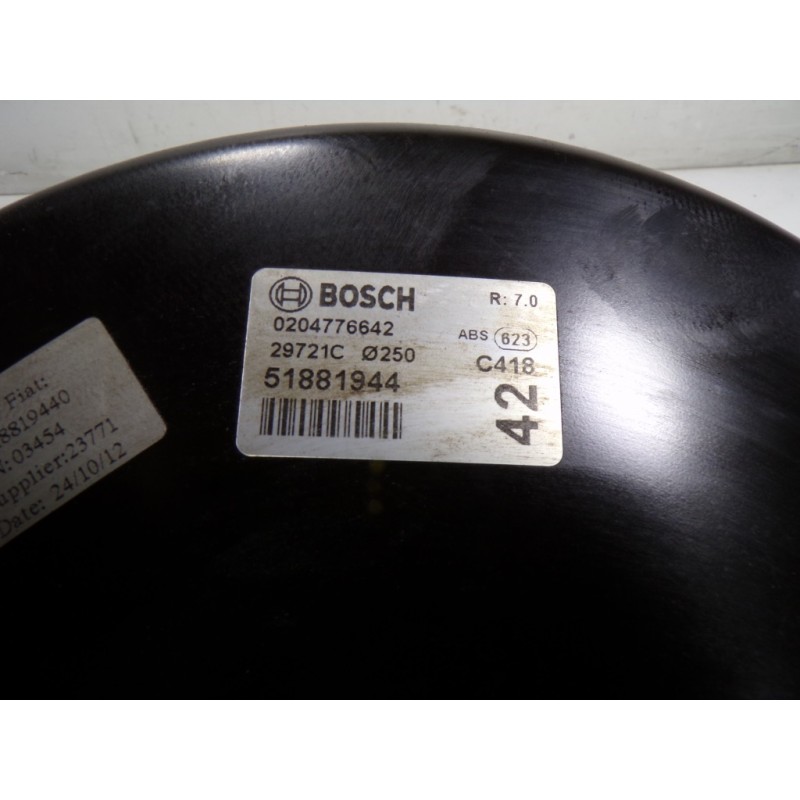 BOSCH R: 7.0
0204776642 ABS 623
29721C Ø250 C418
51881944
42
Fiat:
8819440
N: 03454
upplier:23771
Date: 24/10/12